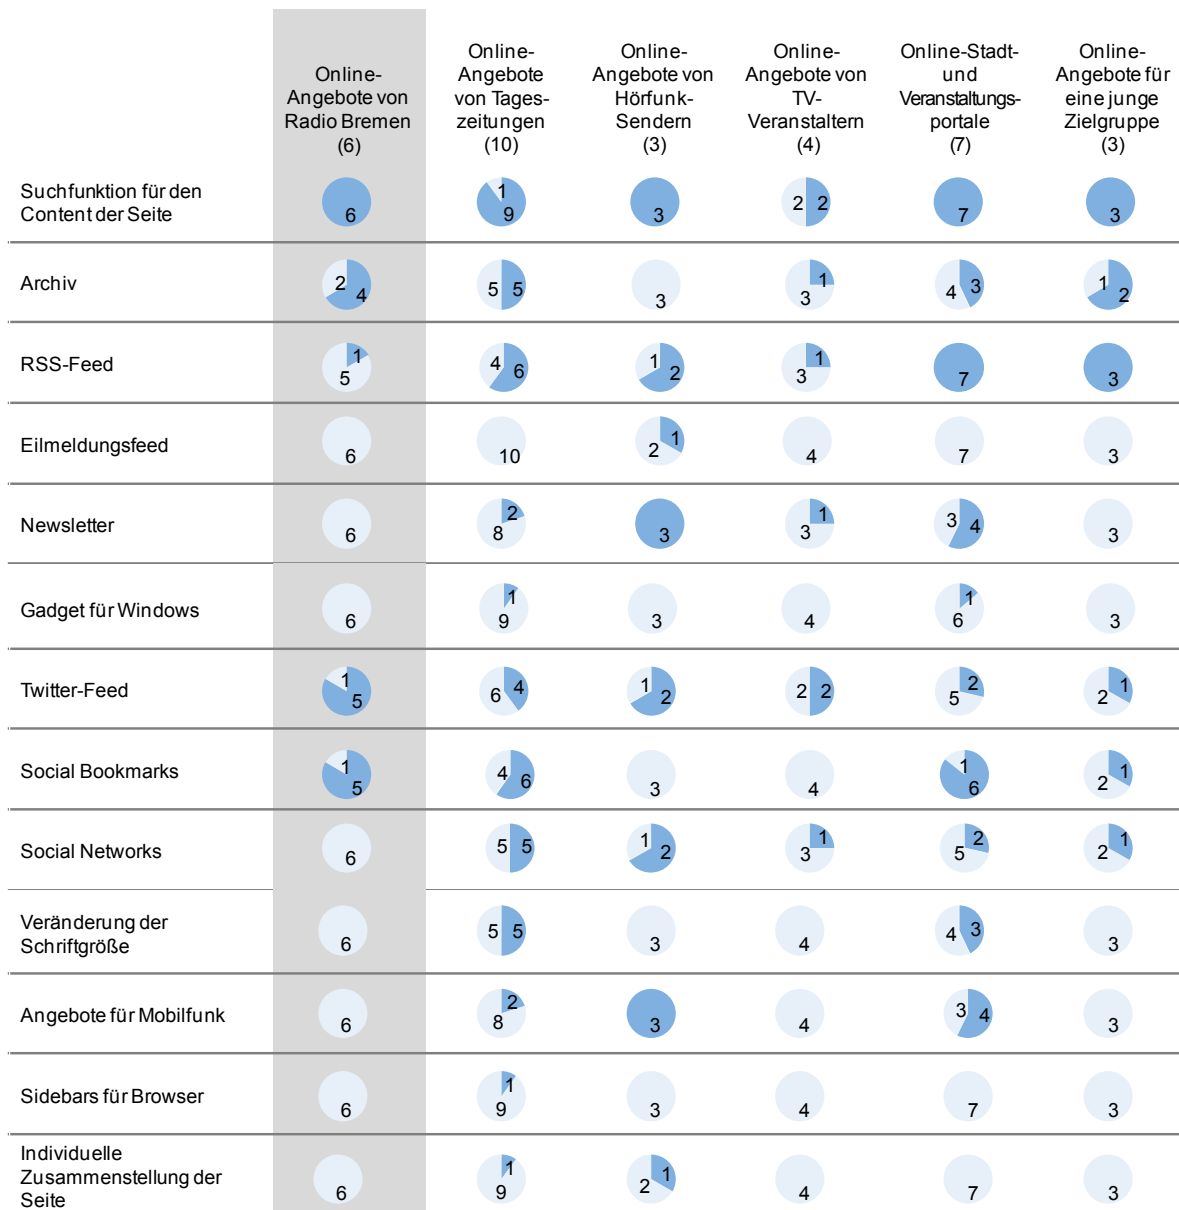 Online-
Angebote von
Radio Bremen
(6)
Online-
Angebote
von Tages-
zeitungen
(10)
Online-
Angebote von
Hörfunk-
Sendern
(3)
Online-
Angebote von
TV-
Veranstaltern
(4)
Online-Stadt-
und
Veranstaltungs-
portale
(7)
Online-
Angebote für
eine junge
Zielgruppe
(3)
Suchfunktion für den
Content der Seite
6
1
9
3
2 2
7
3
Archiv
2
4
5 5
3
1
3
3
4
1
2
RSS-Feed
1
5
4
6
1
2
1
3
7
3
Eilmeldungsfeed
6
10
1
2
4
7
3
Newsletter
6
2
8
3
1
3
3
4
3
Gadget für Windows
6
1
9
3
4
1
6
3
Twitter-Feed
1
5
4
6
1
2
2 2
2
5
1
2
Social Bookmarks
1
5
4
6
3
4
1
6
1
2
Social Networks
6
5 5
1
2
1
3
2
5
1
2
Veränderung der
Schriftgröße
6
5 5
3
4
3
4
3
Angebote für Mobilfunk
6
2
8
3
4
3
4
3
Sidebars für Browser
6
1
9
3
4
7
3
Individuelle
Zusammenstellung der
Seite
6
1
9
1
2
4
7
3